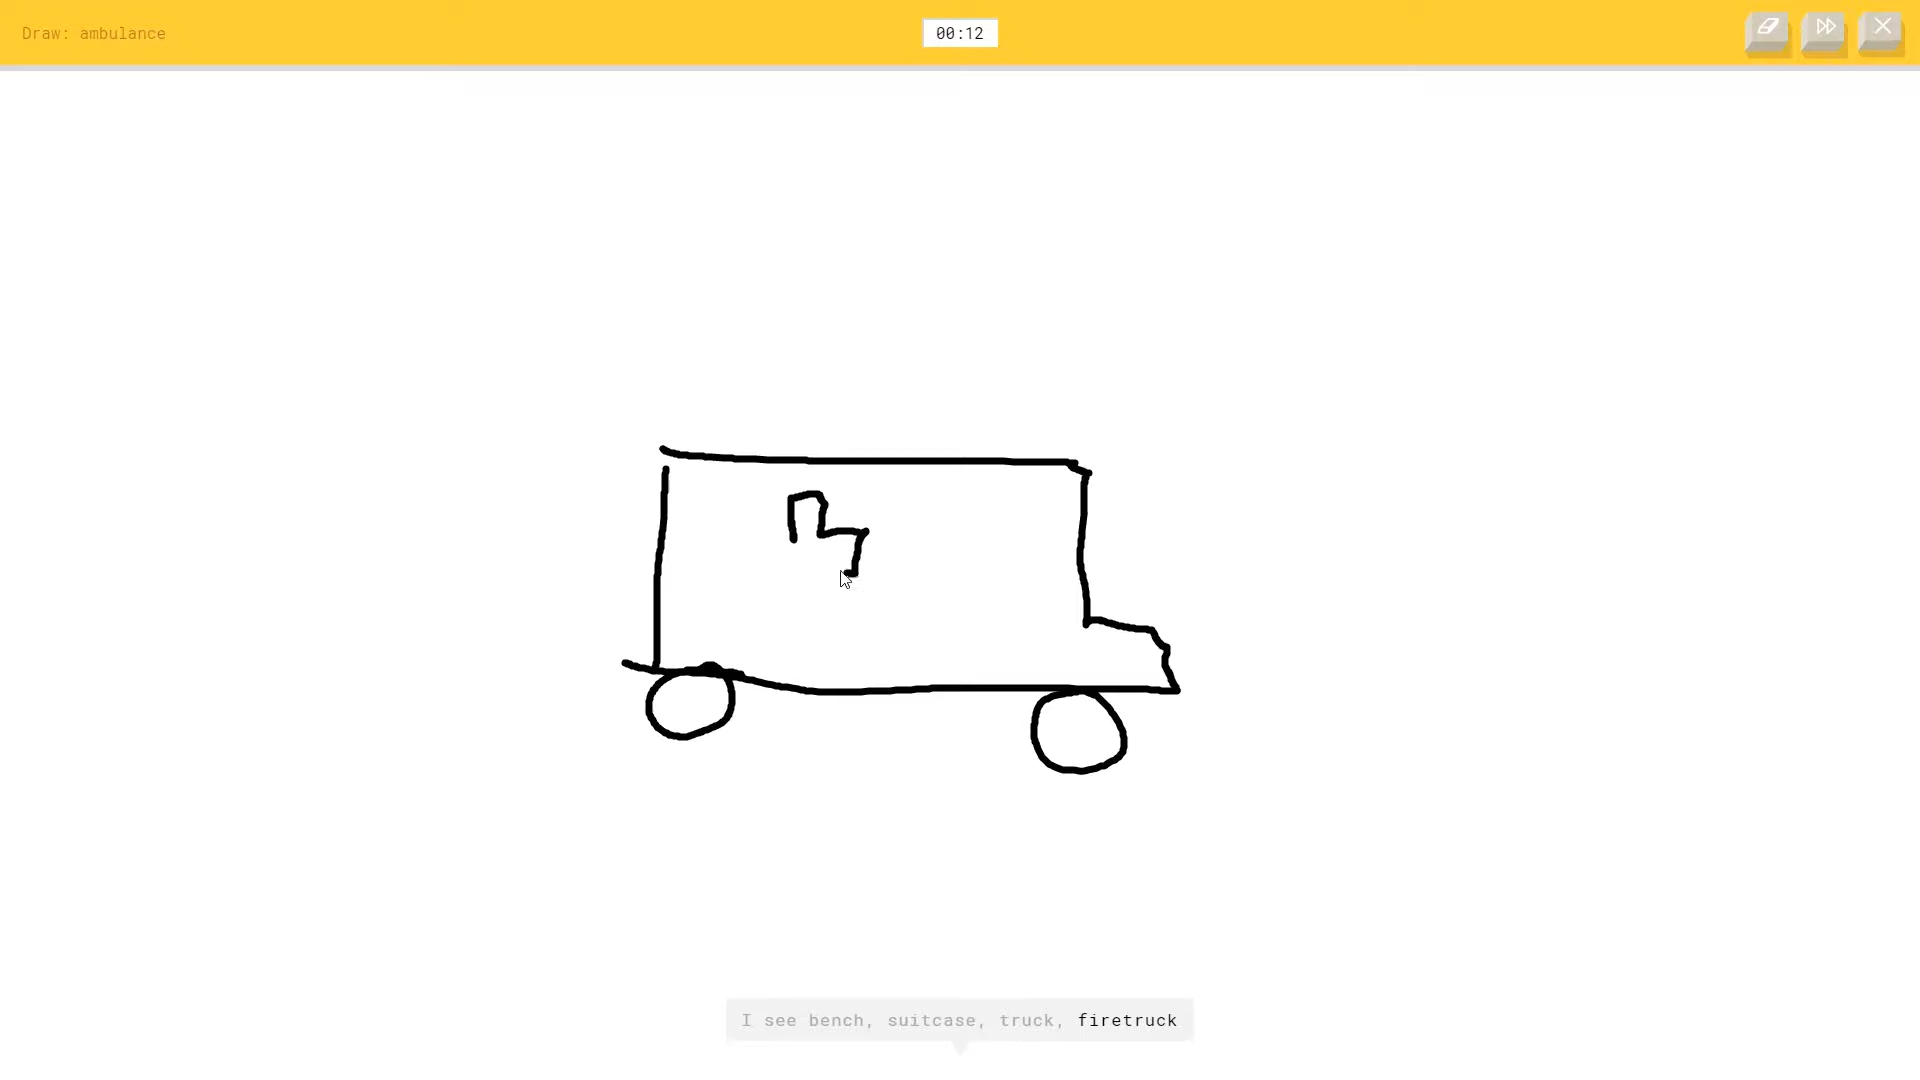 Draw: ambulance
00:12
I see bench, suitcase, truck, firetruck